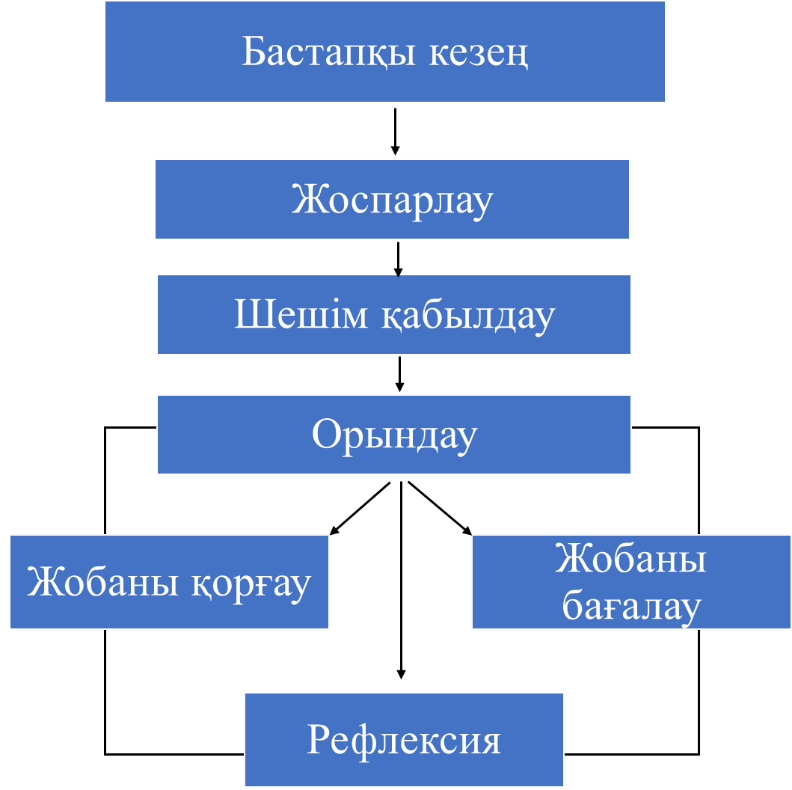 Бастапқы кезең
Жоспарлау
Шешім қабылдау
Орындау
Жобаны қорғау
Жобаны
бағалау
Рефлексия